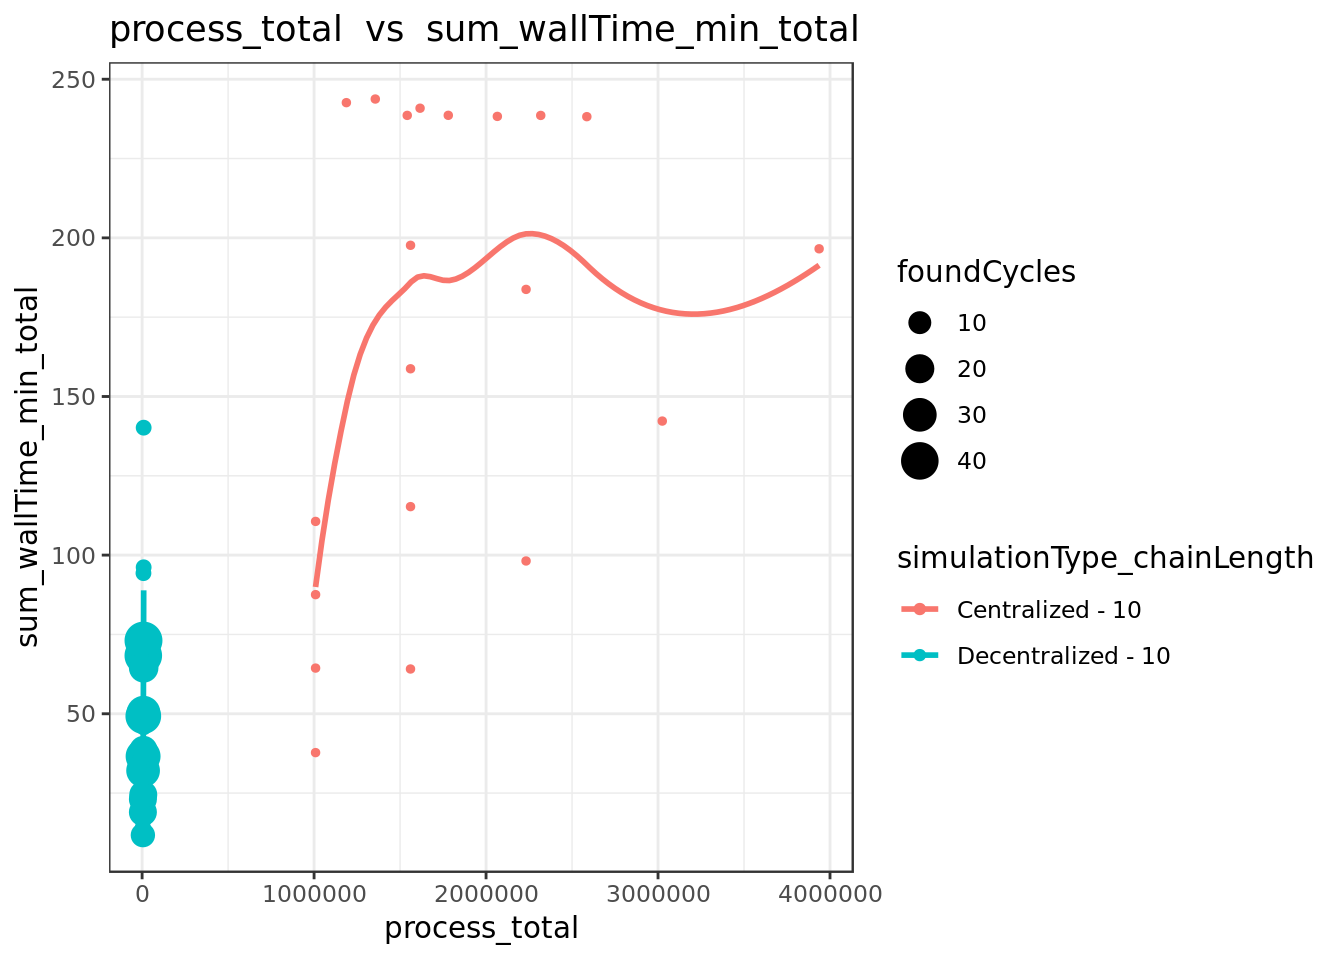 process_total vs sum_wallTime_min_total
sum_wallTime_min_total
250
200
150
100
50
0
1000000
2000000
3000000
4000000
process_total
foundCycles
10
20
30
40
simulationType_chainLength
Centralized - 10
Decentralized - 10